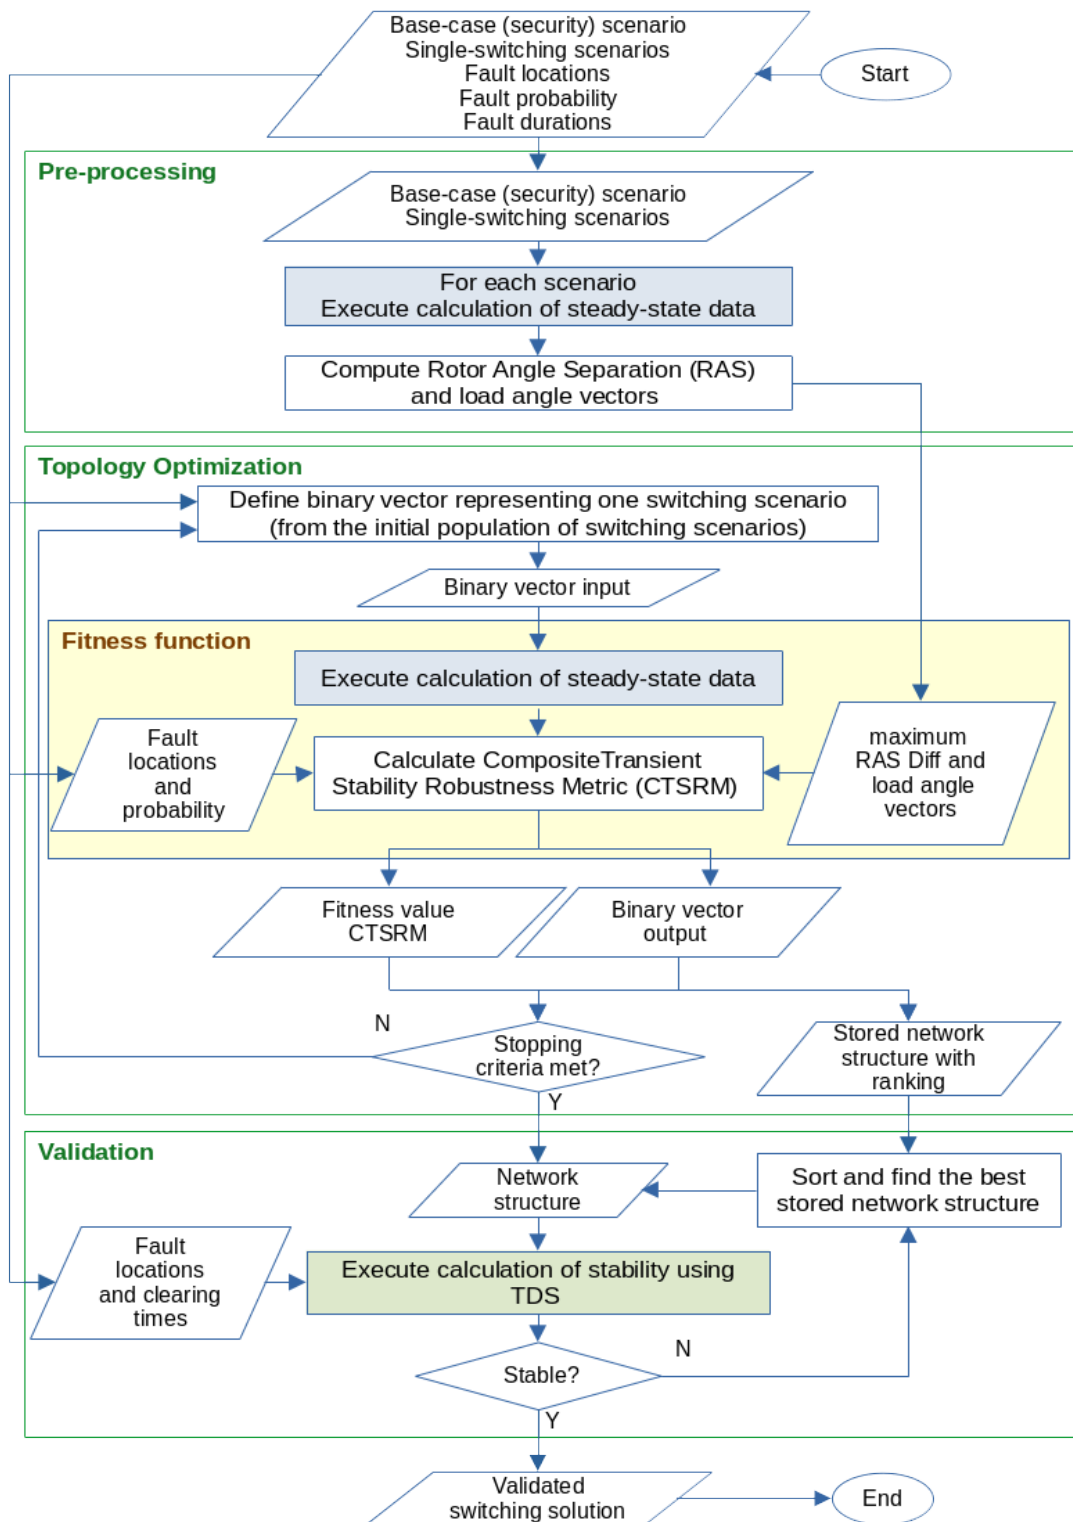 Base-case (security) scenario
Single-switching scenarios
Fault locations
Fault probability
Fault durations
Start
Pre-processing
Base-case (security) scenario
Single-switching scenarios
For each scenario
Execute calculation of steady-state data
Compute Rotor Angle Separation (RAS)
and load angle vectors
Topology Optimization
Define binary vector representing one switching scenario
(from the initial population of switching scenarios)
Binary vector input
Fitness function
Execute calculation of steady-state data
Fault
locations
and
probability
Calculate CompositeTransient
Stability Robustness Metric (CTSRM)
maximum
RAS Diff and
load angle
vectors
Fitness value
CTSRM
Binary vector
output
N
Stopping
criteria met?
Y
Stored network
structure with
ranking
Validation
Network
structure
Sort and find the best
stored network structure
Fault
locations
and clearing
times
Execute calculation of stability using
TDS
Stable?
N
Y
Validated
switching solution
End